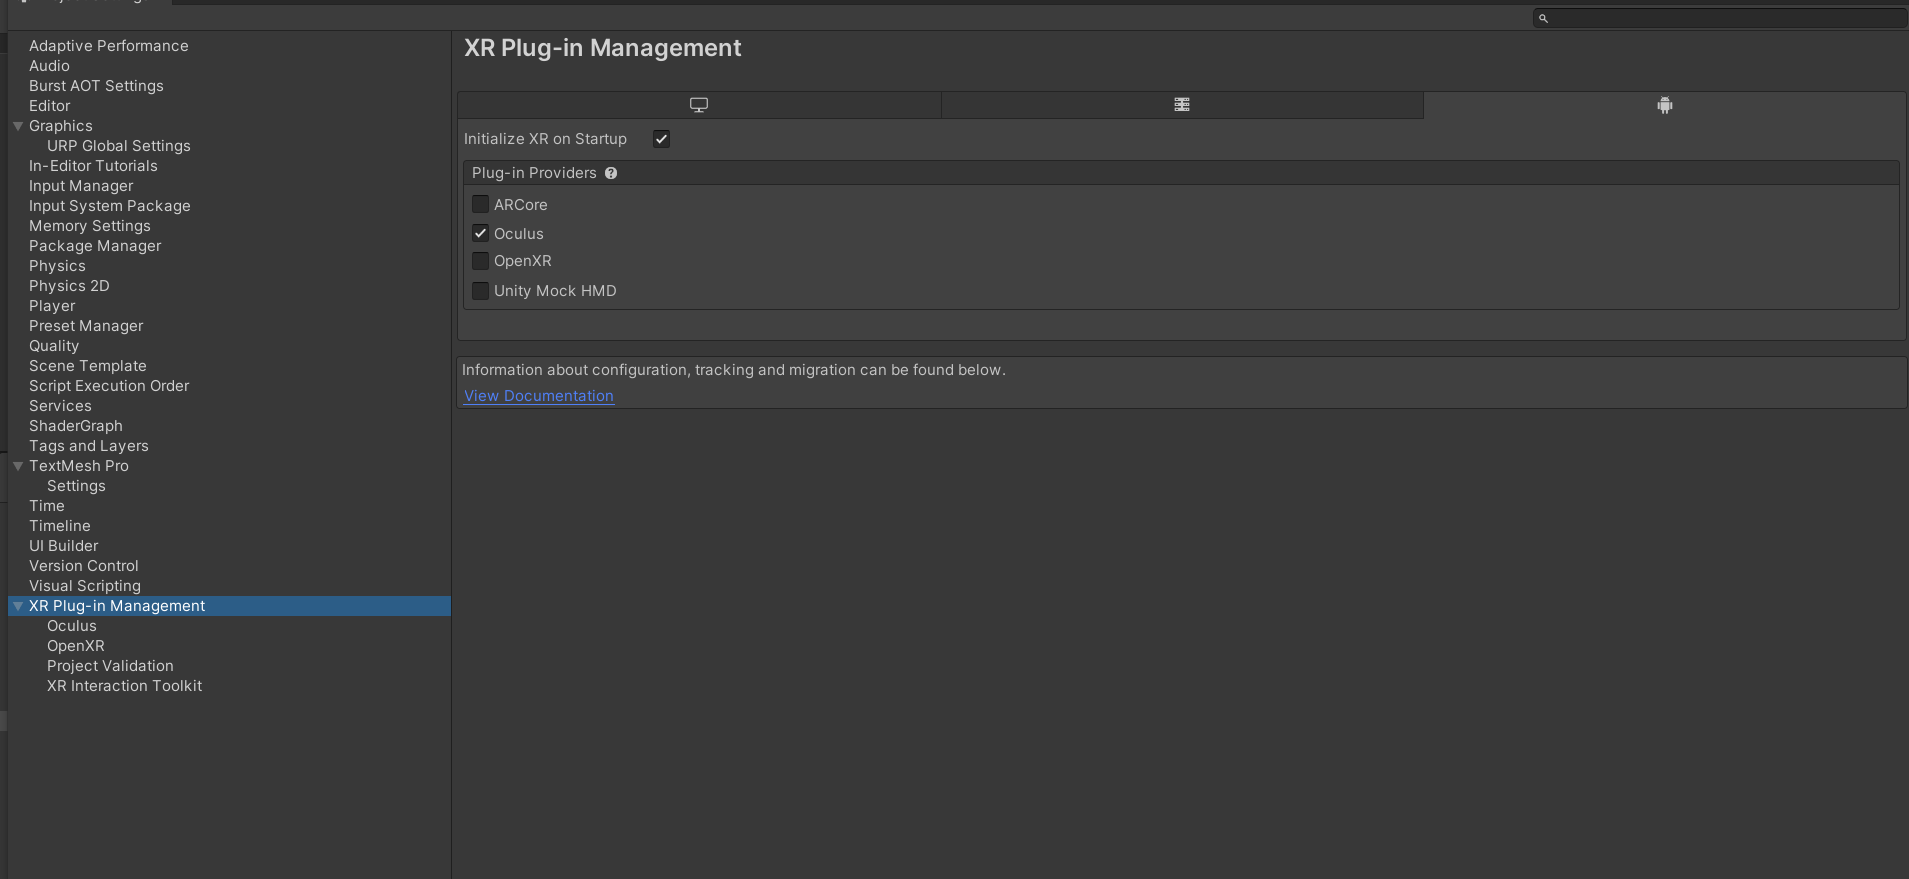 XR Plug-in Management
Adaptive Performance
Audio
Burst AOT Settings
Editor
Graphics
URP Global Settings
In-Editor Tutorials
Input Manager
Input System Package
Memory Settings
Package Manager
Physics
Physics 2D
Player
Preset Manager
Quality
Scene Template
Script Execution Order
Services
ShaderGraph
Tags and Layers
TextMesh Pro
Settings
Time
Timeline
UI Builder
Version Control
Visual Scripting
XR Plug-in Management
Oculus
OpenXR
Project Validation
XR Interaction Toolkit
Initialize XR on Startup
Plug-in Providers
ARCore
Oculus
OpenXR
Unity Mock HMD
Information about configuration, tracking and migration can be found below.
View Documentation